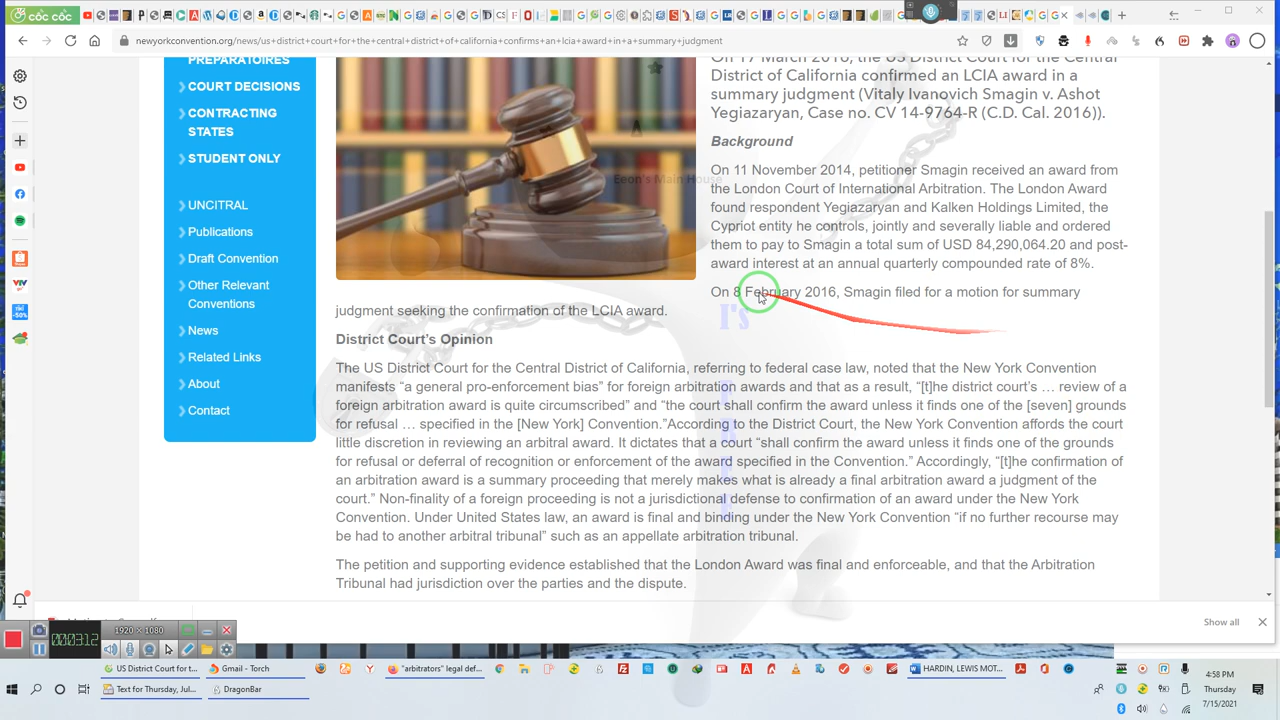 cốc cốc
newyorkconvention.org/news/us+district+court+for+the+central+district+of+california+confirms+an+lcia+award+in+a+summary+judgment
PREPARATOIRES
COURT DECISIONS
CONTRACTING
STATES
STUDENT ONLY
UNCITRAL
Publications
Draft Convention
Other Relevant
Conventions
News
Related Links
About
Contact
On 17 March 2016, the US District Court for the Central
District of California confirmed an LCIA award in a
summary judgment (Vitaly Ivanovich Smagin v. Ashot
Yegiazaryan, Case no. CV 14-9764-R (C.D. Cal. 2016)).
Background
On 11 November 2014, petitioner Smagin received an award from
the London Court of International Arbitration. The London Award
found respondent Yegiazaryan and Kalken Holdings Limited, the
Cypriot entity he controls, jointly and severally liable and ordered
them to pay to Smagin a total sum of USD 84,290,064.20 and post-
award interest at an annual quarterly compounded rate of 8%.
On 8 February 2016, Smagin filed for a motion for summary
judgment seeking the confirmation of the LCIA award.
Eeon's Main House
I's
District Court's Opinion
The US District Court for the Central District of California, referring to federal case law, noted that the New York Convention
manifests “a general pro-enforcement bias” for foreign arbitration awards and that as a result, “[t]he district court’s … review of a
foreign arbitration award is quite circumscribed” and “the court shall confirm the award unless it finds one of the [seven] grounds
for refusal … specified in the [New York] Convention.”According to the District Court, the New York Convention affords the court
little discretion in reviewing an arbitral award. It dictates that a court “shall confirm the award unless it finds one of the grounds
for refusal or deferral of recognition or enforcement of the award specified in the Convention.” Accordingly, “[t]he confirmation of
an arbitration award is a summary proceeding that merely makes what is already a final arbitration award a judgment of the
court.” Non-finality of a foreign proceeding is not a jurisdictional defense to confirmation of an award under the New York
Convention. Under United States law, an award is final and binding under the New York Convention “if no further recourse may
be had to another arbitral tribunal” such as an appellate arbitration tribunal.
The petition and supporting evidence established that the London Award was final and enforceable, and that the Arbitration
Tribunal had jurisdiction over the parties and the dispute.
Show all
1920 × 1080
000312
US District Court for t...
Gmail - Torch
"arbitrators" legal def...
HARDIN, LEWIS MOT...
Text for Thursday, Jul...
DragonBar
4:58 PM
Thursday
7/15/2021